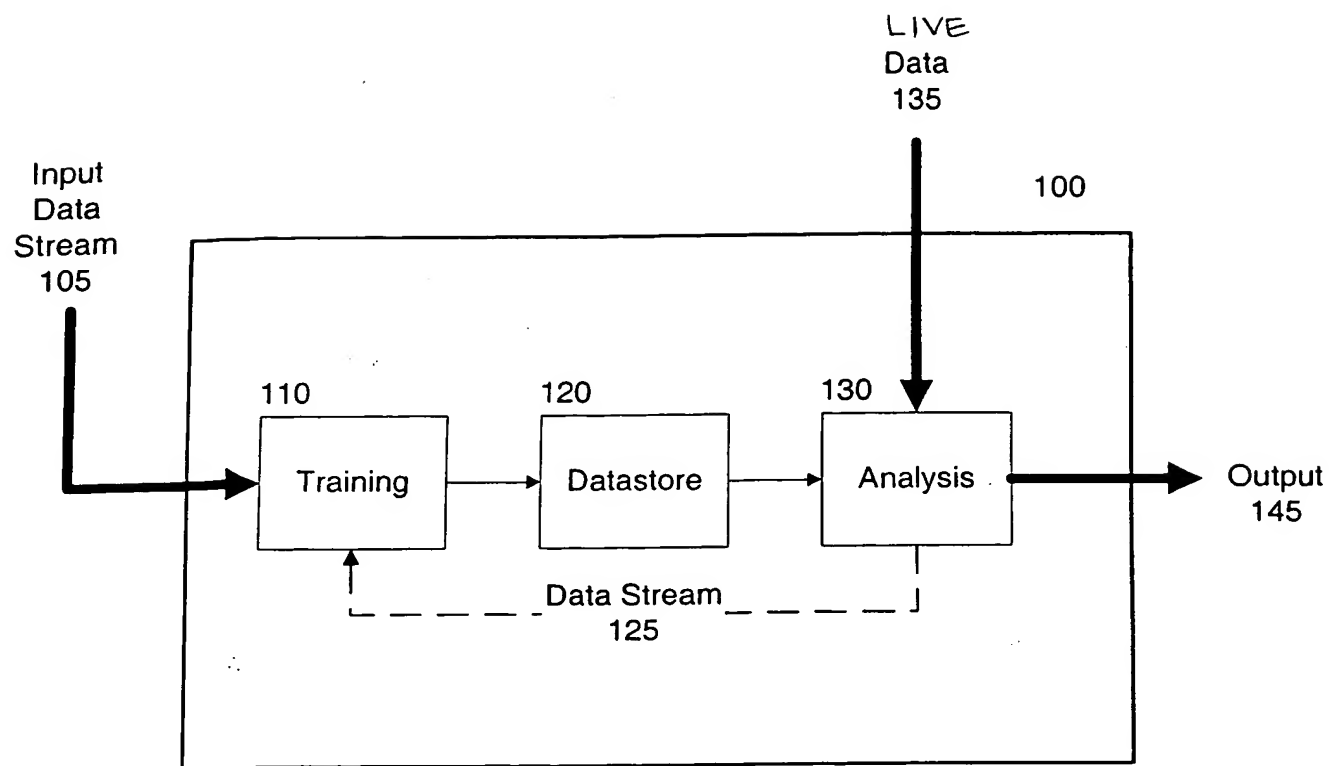 LIVE
Data
135
Input
Data
Stream
105
100
110
120
130
Training
Datastore
Analysis
Output
145
Data Stream
125